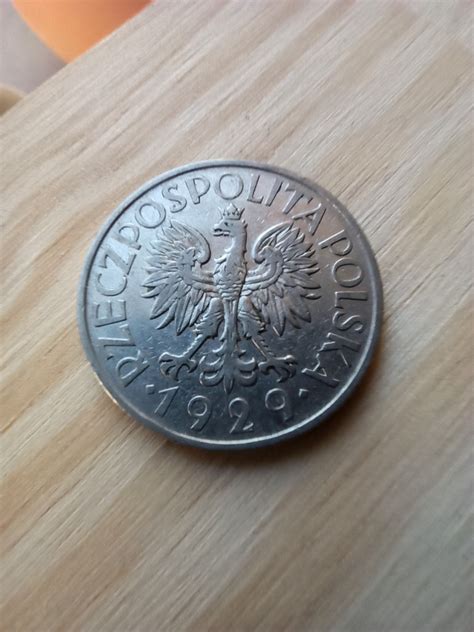 RZECZPOSPOLITA POLSKA
· 1929 ·